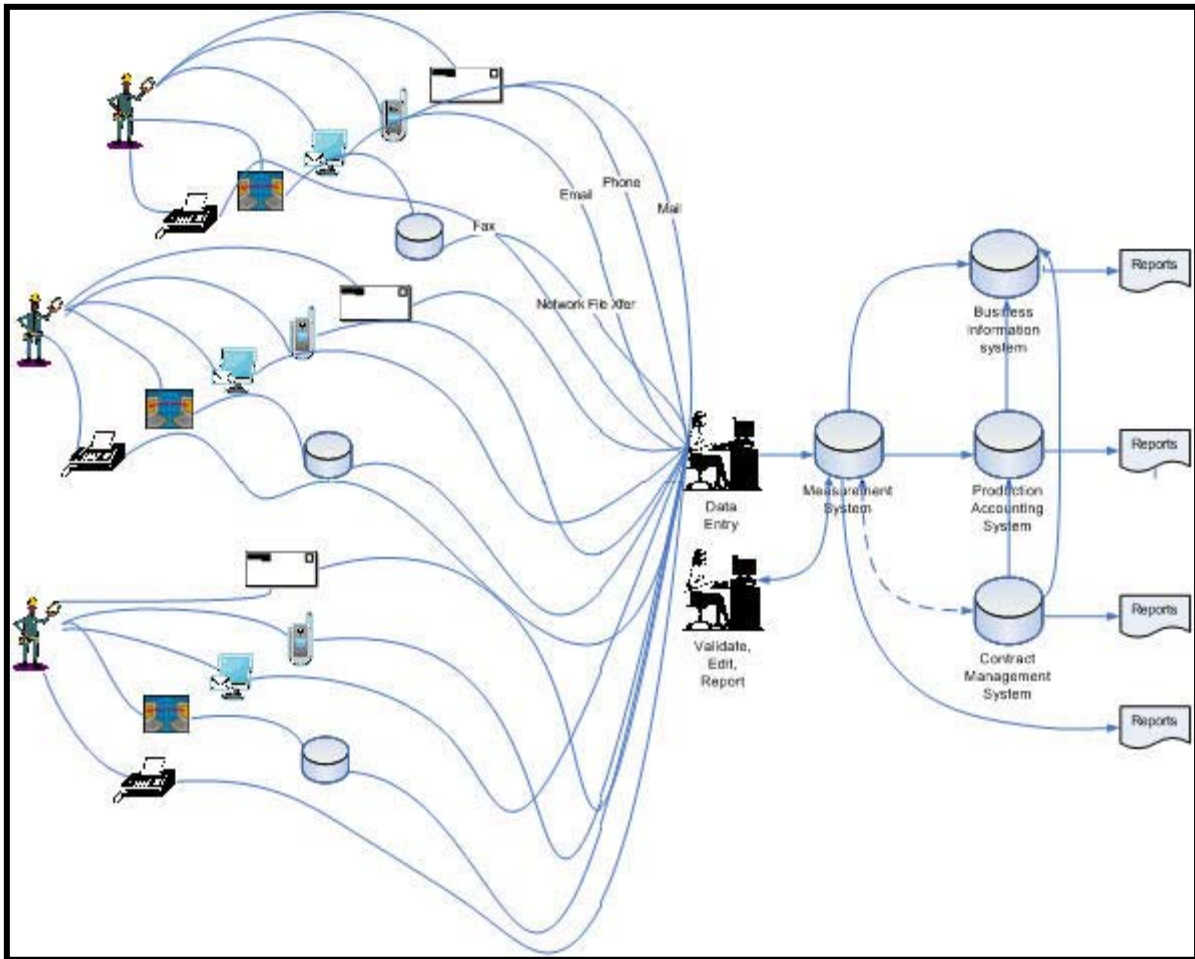 Email
Phone
Mail
Fax
Network File Xfer
Reports
Business
Information
system
Reports
Data
Entry
Measurement
System
Production
Accounting
System
Validate,
Edit,
Report
Reports
Contract
Management
System
Reports